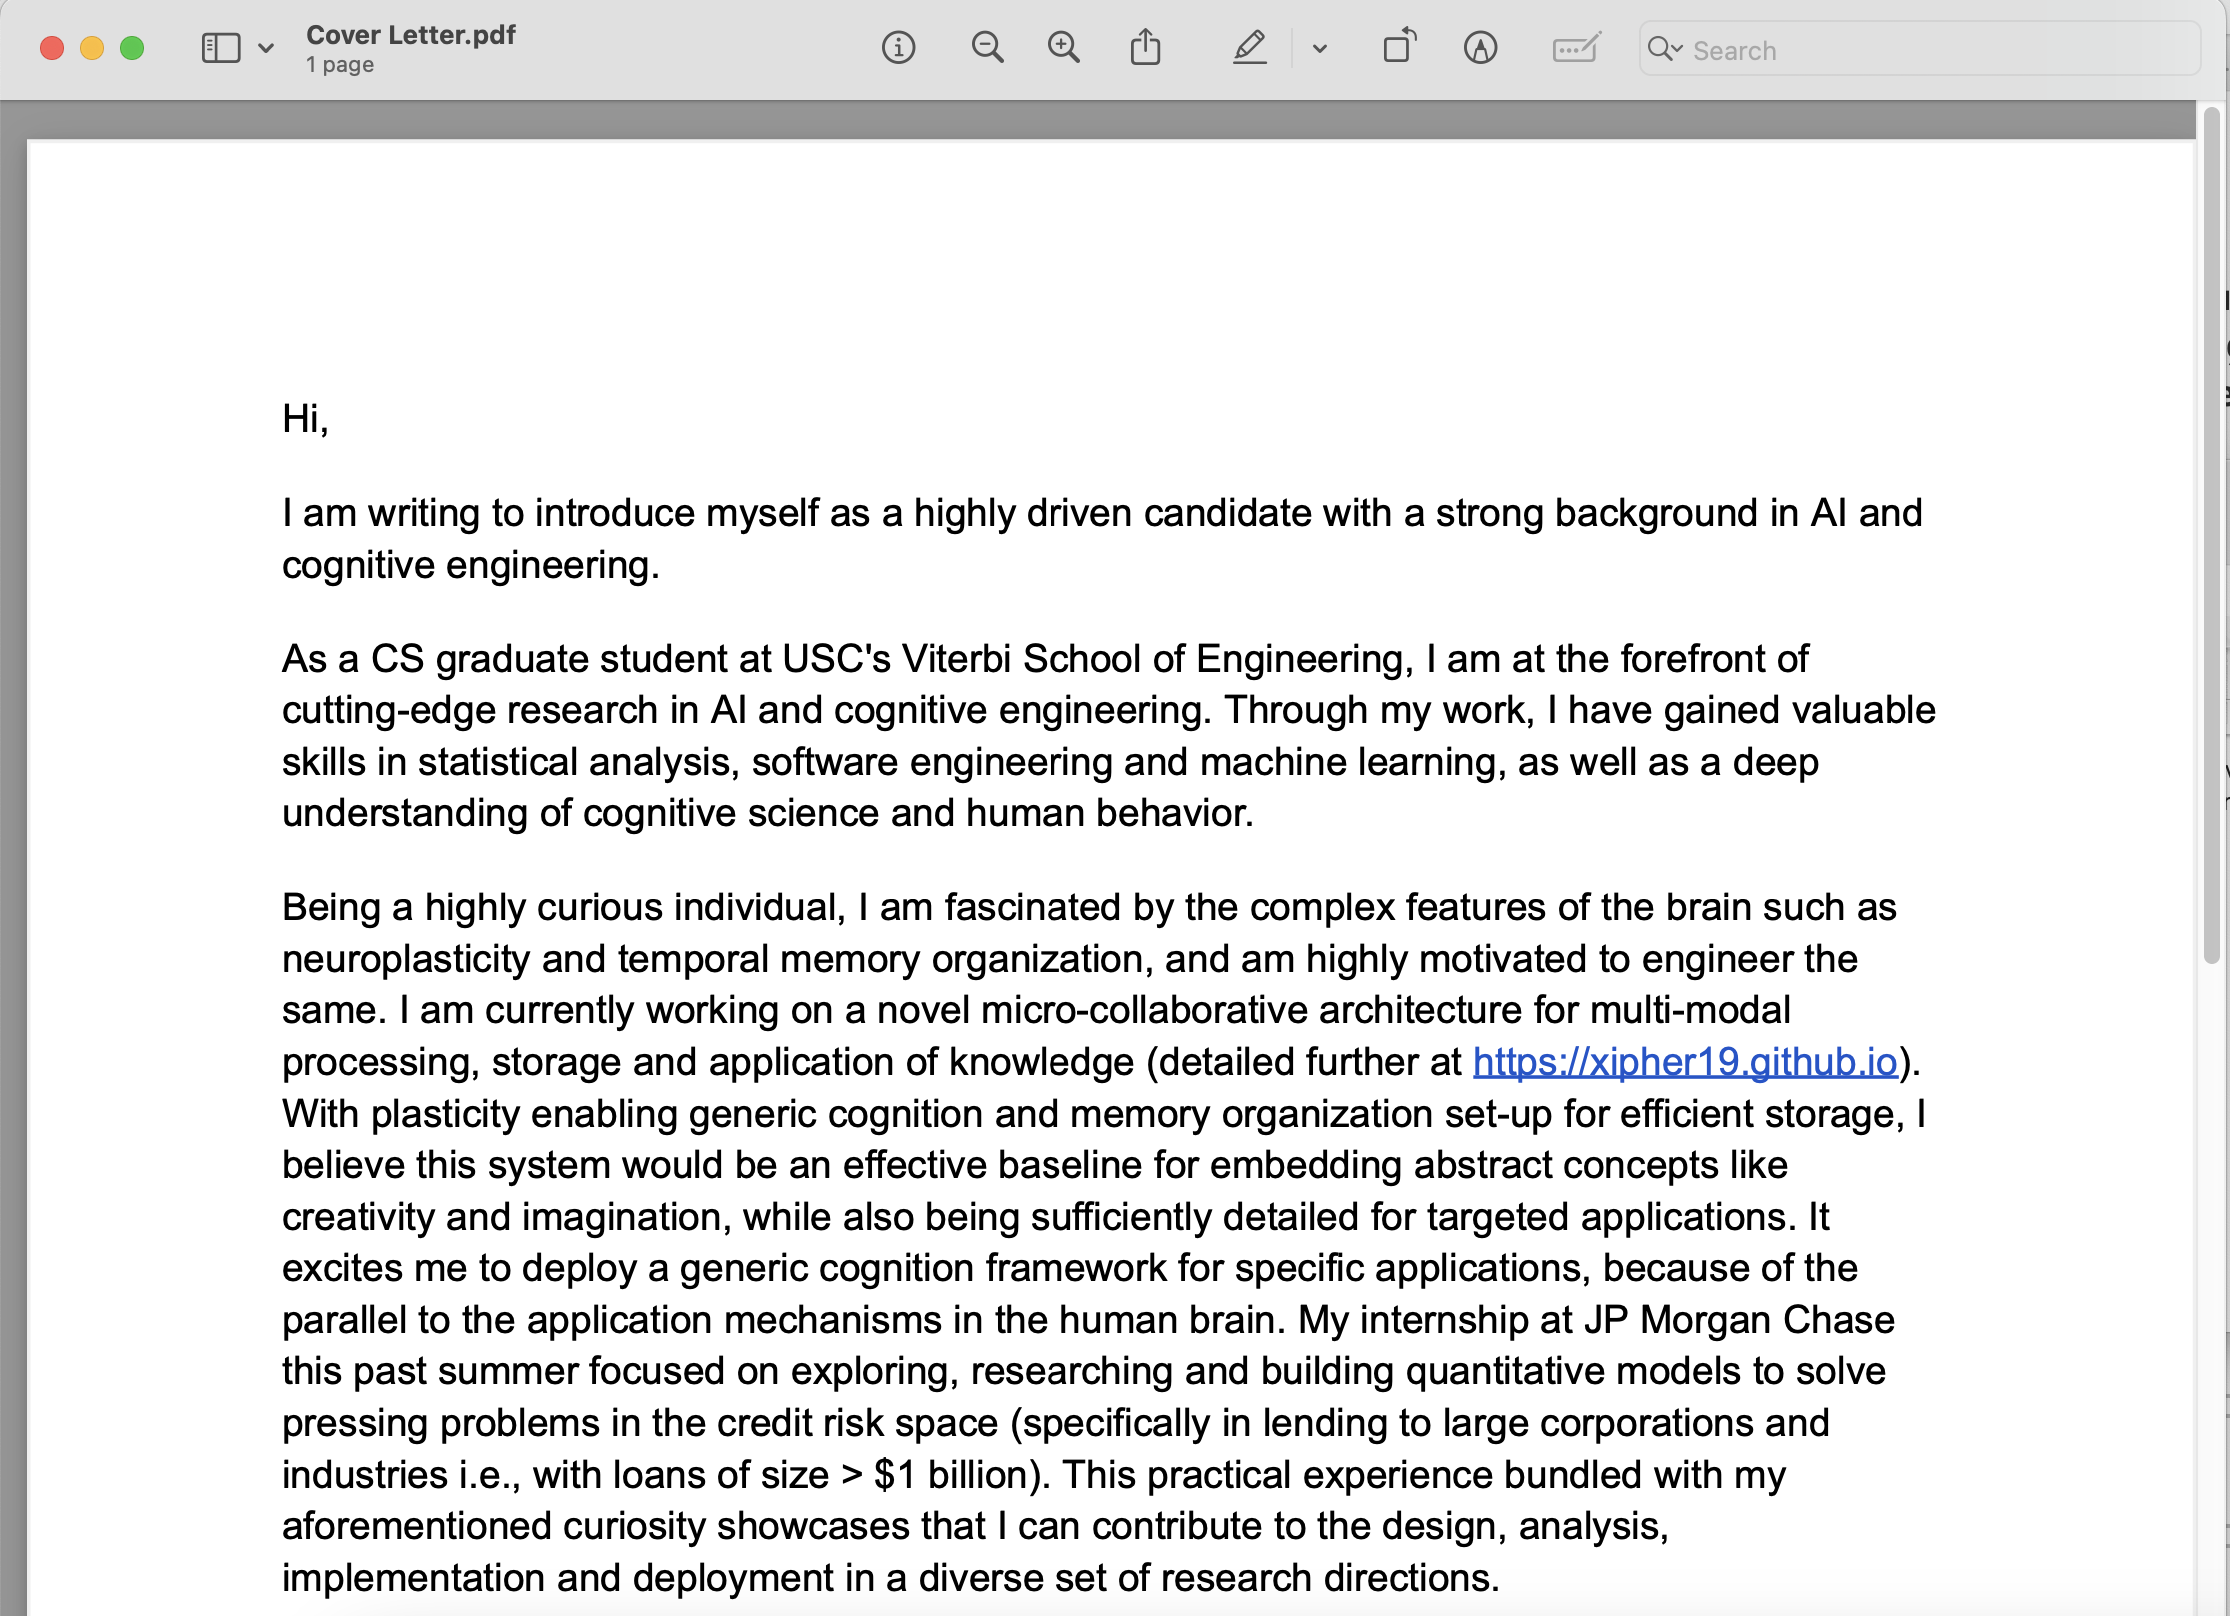 Cover Letter.pdf
1 page
Search
Hi,
I am writing to introduce myself as a highly driven candidate with a strong background in AI and
cognitive engineering.
As a CS graduate student at USC's Viterbi School of Engineering, I am at the forefront of
cutting-edge research in AI and cognitive engineering. Through my work, I have gained valuable
skills in statistical analysis, software engineering and machine learning, as well as a deep
understanding of cognitive science and human behavior.
Being a highly curious individual, I am fascinated by the complex features of the brain such as
neuroplasticity and temporal memory organization, and am highly motivated to engineer the
same. I am currently working on a novel micro-collaborative architecture for multi-modal
processing, storage and application of knowledge (detailed further at https://xipher19.github.io).
With plasticity enabling generic cognition and memory organization set-up for efficient storage, I
believe this system would be an effective baseline for embedding abstract concepts like
creativity and imagination, while also being sufficiently detailed for targeted applications. It
excites me to deploy a generic cognition framework for specific applications, because of the
parallel to the application mechanisms in the human brain. My internship at JP Morgan Chase
this past summer focused on exploring, researching and building quantitative models to solve
pressing problems in the credit risk space (specifically in lending to large corporations and
industries i.e., with loans of size > $1 billion). This practical experience bundled with my
aforementioned curiosity showcases that I can contribute to the design, analysis,
implementation and deployment in a diverse set of research directions.